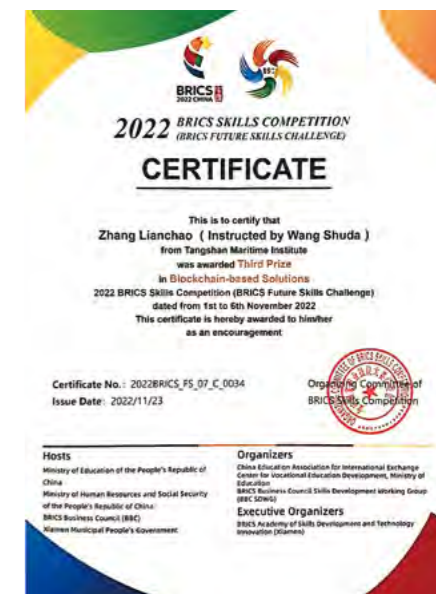 BRICS
2022 CHINA
2022 BRICS SKILLS COMPETITION
(BRICS FUTURE SKILLS CHALLENGE)
CERTIFICATE
This is to certify that
Zhang Lianchao ( Instructed by Wang Shuda )
from Tangshan Maritime Institute
was awarded Third Prize
in Blockchain-based Solutions
2022 BRICS Skills Competition (BRICS Future Skills Challenge)
dated from 1st to 6th November 2022
This certificate is hereby awarded to him/her
as an encouragement
Certificate No.: 2022BRICS_FS_07_C_0034
Issue Date: 2022/11/23
Organizing Committee of
BRICS Skills Competition
Hosts
Ministry of Education of the People's Republic of
China
Ministry of Human Resources and Social Security
of the People's Republic of China
BRICS Business Council (BBC)
Xiamen Municipal People's Government
Organizers
China Education Association for International Exchange
Center for Vocational Education Development, Ministry of
Education
BRICS Business Council Skills Development Working Group
(BBC SDWG)
Executive Organizers
BRICS Academy of Skills Development and Technology
Innovation (Xiamen)